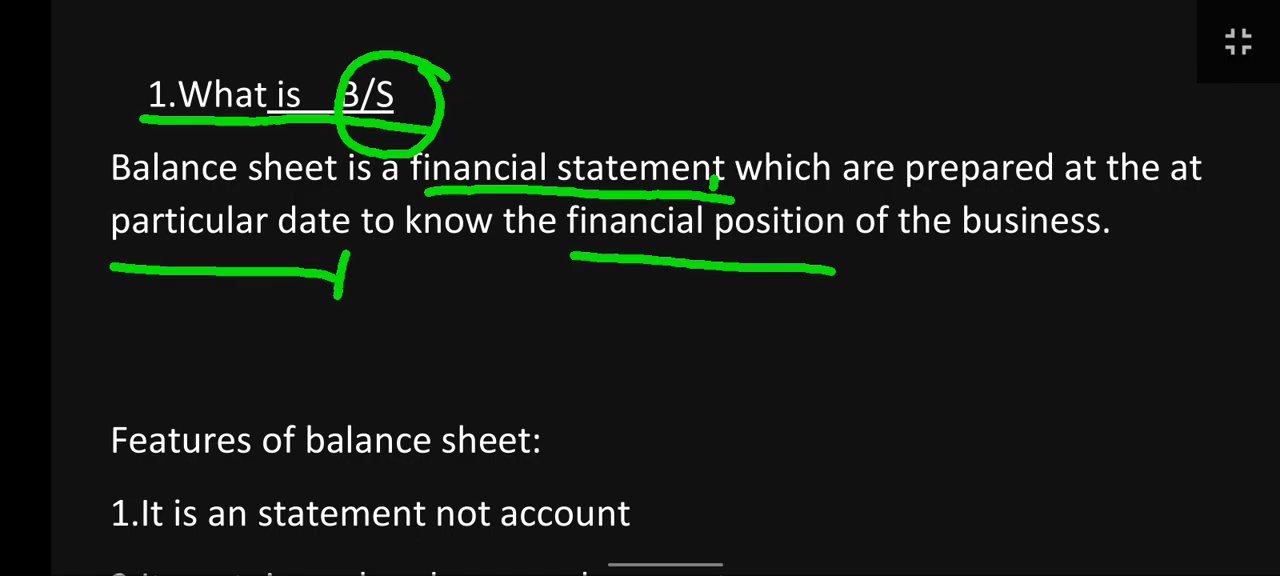 1.What is B/S
Balance sheet is a financial statement which are prepared at the at
particular date to know the financial position of the business.
Features of balance sheet:
1.It is an statement not account